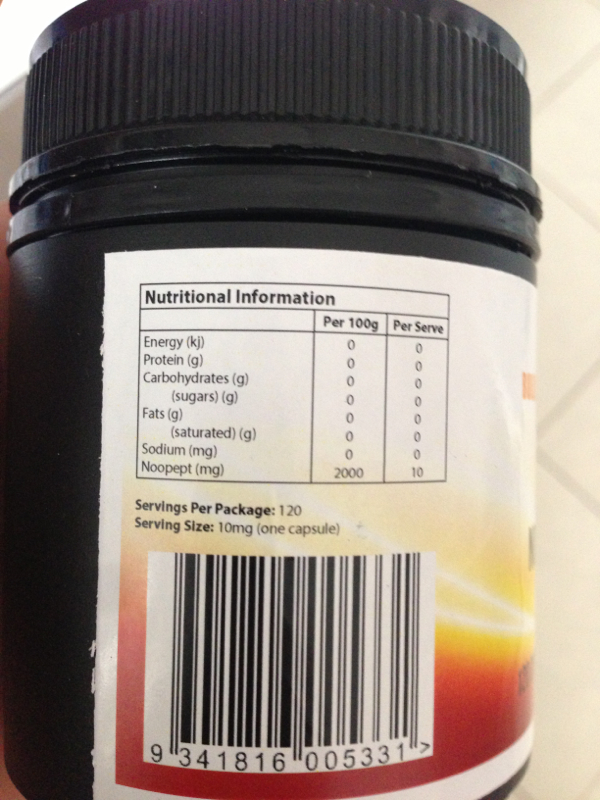 Nutritional Information
Per 100g Per Serve
Energy (kj) 0 0
Protein (g) 0 0
Carbohydrates (g) 0 0
(sugars) (g) 0 0
Fats (g) 0 0
(saturated) (g) 0 0
Sodium (mg) 0 0
Noopept (mg) 2000 10
Servings Per Package: 120
Serving Size: 10mg (one capsule)
9 341816 005331 >